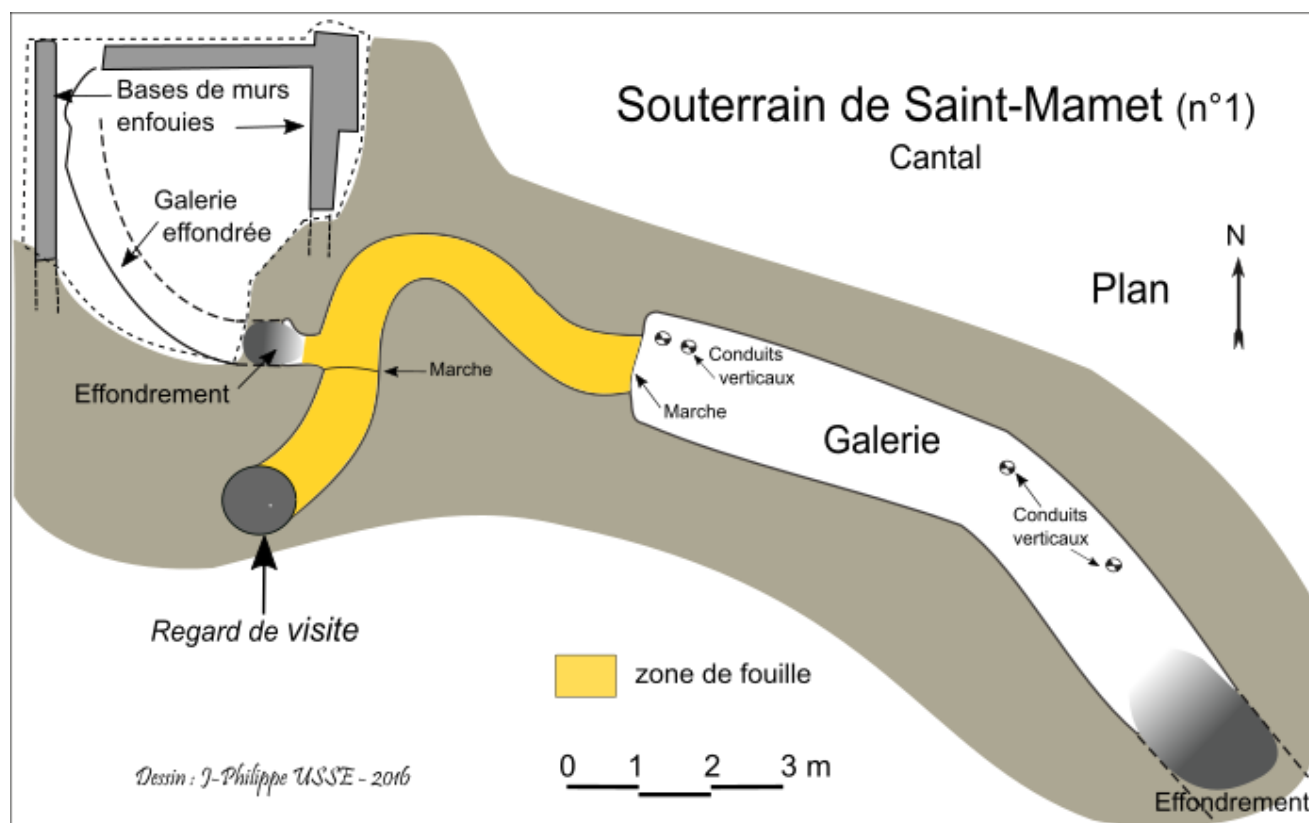 Souterrain de Saint-Mamet (n°1)
Cantal
Bases de murs
enfouies
Galerie
effondrée
N
Plan
Effondrement
Marche
Conduits
verticaux
Marche
Galerie
Conduits
verticaux
Regard de visite
zone de fouille
0 1 2 3 m
Dessin : J-Philippe USSE - 2016
Effondrement